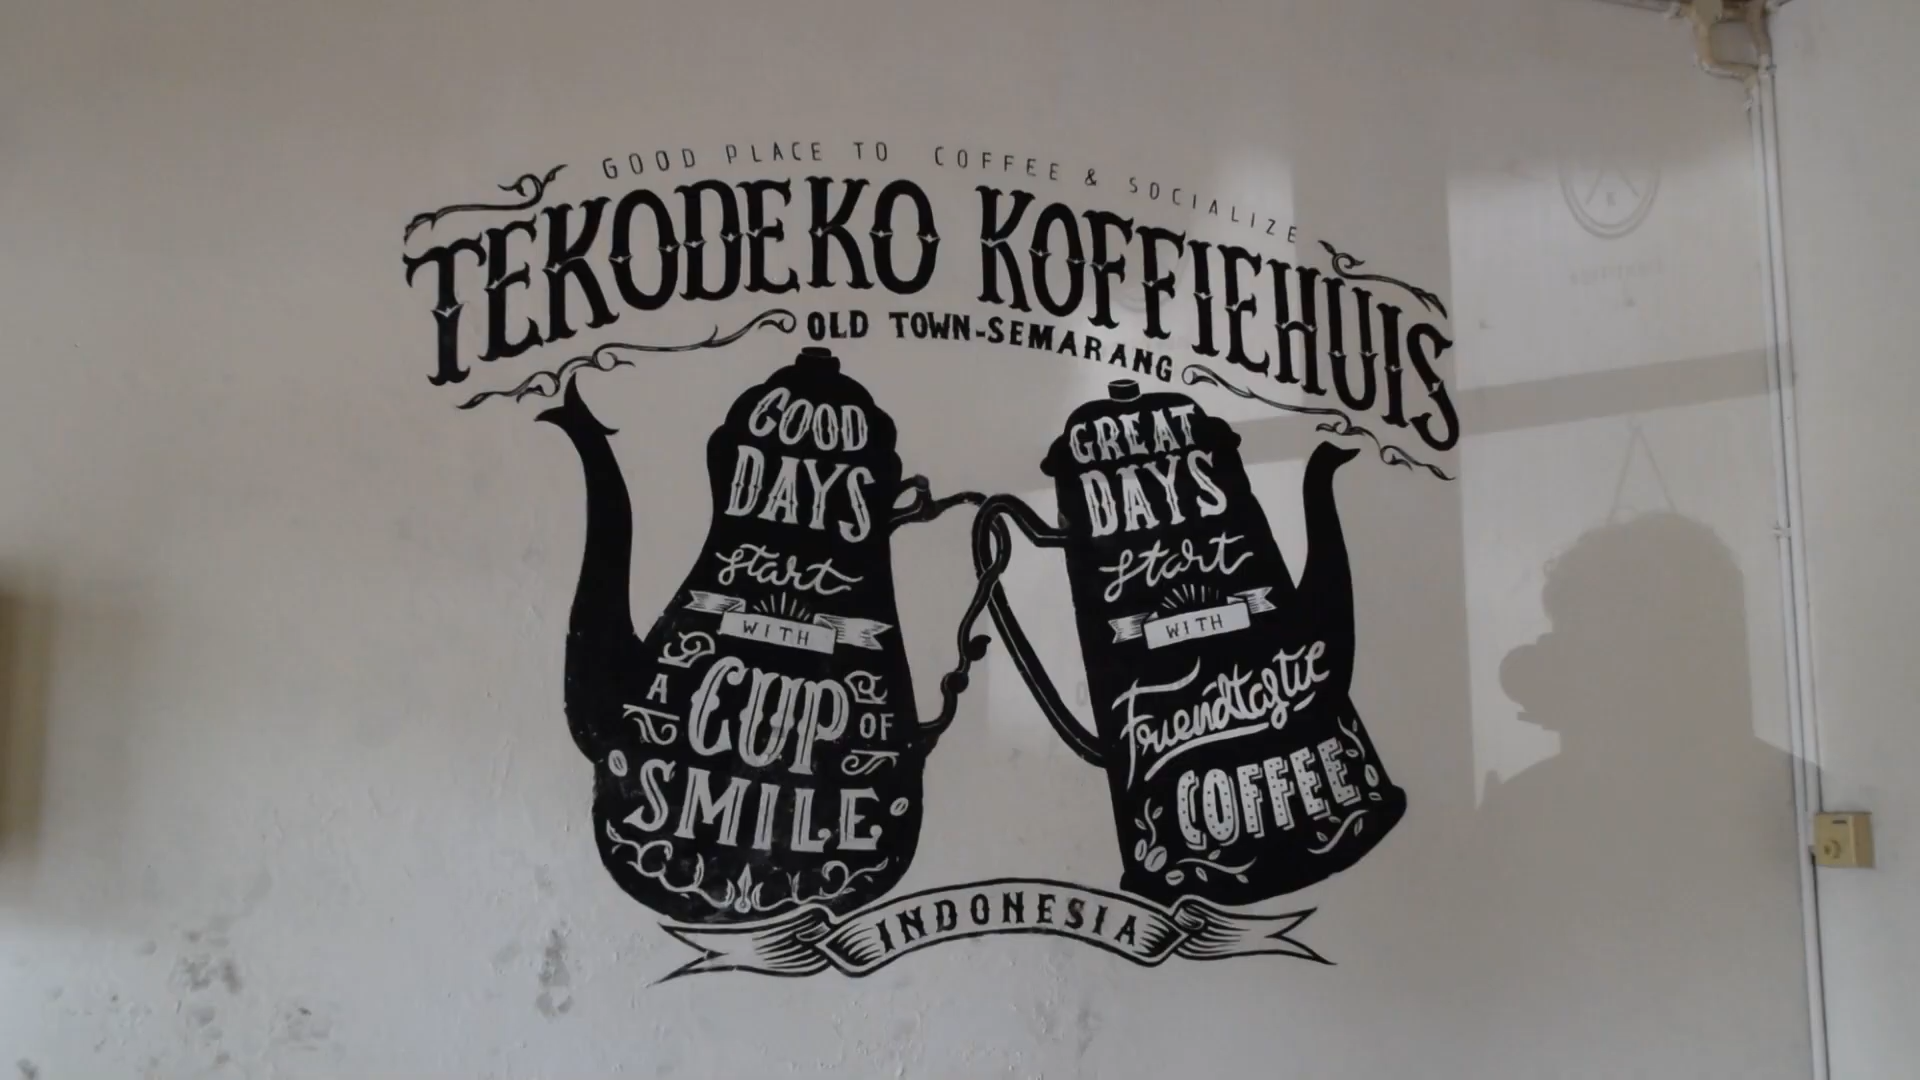 GOOD PLACE TO COFFEE & SOCIALIZE
TEKODEKO KOFFIEHUIS
OLD TOWN-SEMARANG
GOOD
DAYS
start
WITH
A CUP OF
SMILE
GREAT
DAYS
start
WITH
Friendtastic
COFFEE
INDONESIA